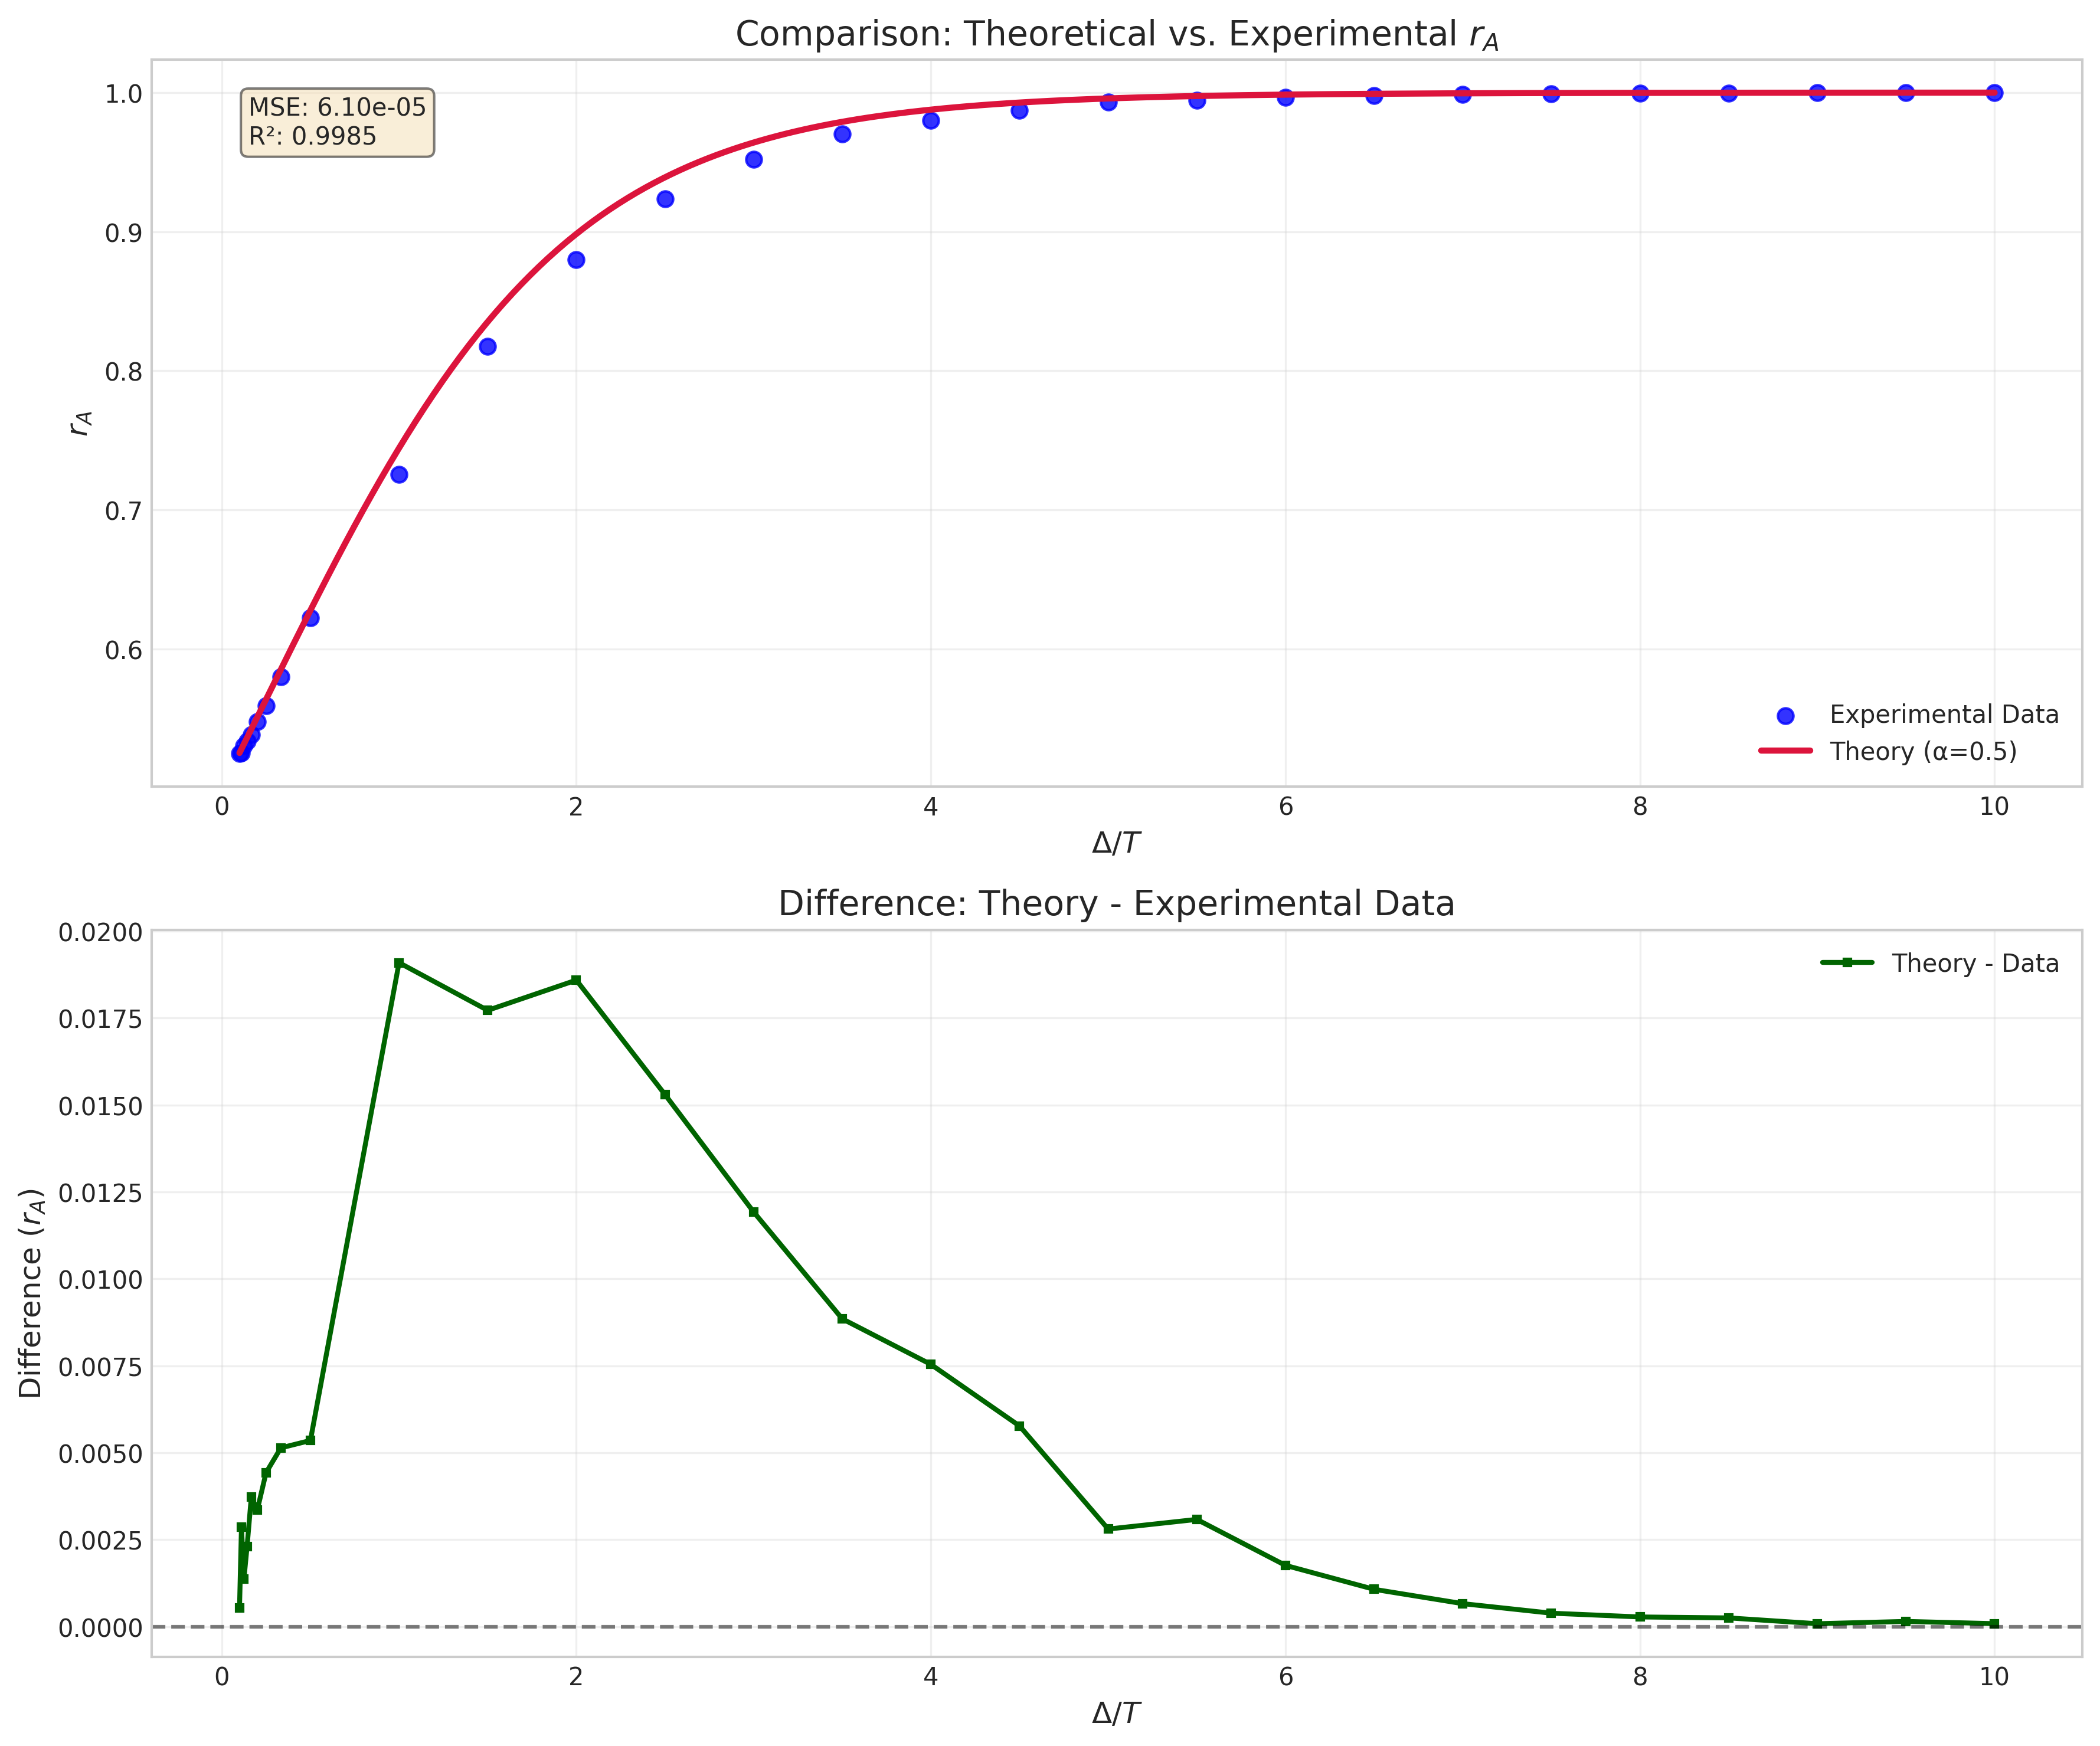 Comparison: Theoretical vs. Experimental r_A
MSE: 6.10e-05
R²: 0.9985
1.0
0.9
0.8
0.7
0.6
r_A
Experimental Data
Theory (α=0.5)
0 2 4 6 8 10
Δ/T
Difference: Theory - Experimental Data
Theory - Data
0.0200
0.0175
0.0150
0.0125
0.0100
0.0075
0.0050
0.0025
0.0000
Difference (r_A)
0 2 4 6 8 10
Δ/T